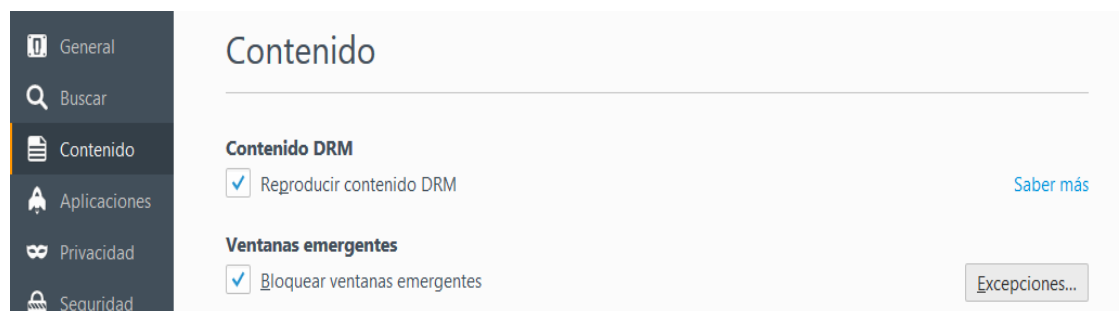 General
Buscar
Contenido
Aplicaciones
Privacidad
Seguridad
Contenido
Contenido DRM
Reproducir contenido DRM
Saber más
Ventanas emergentes
Bloquear ventanas emergentes
Excepciones...